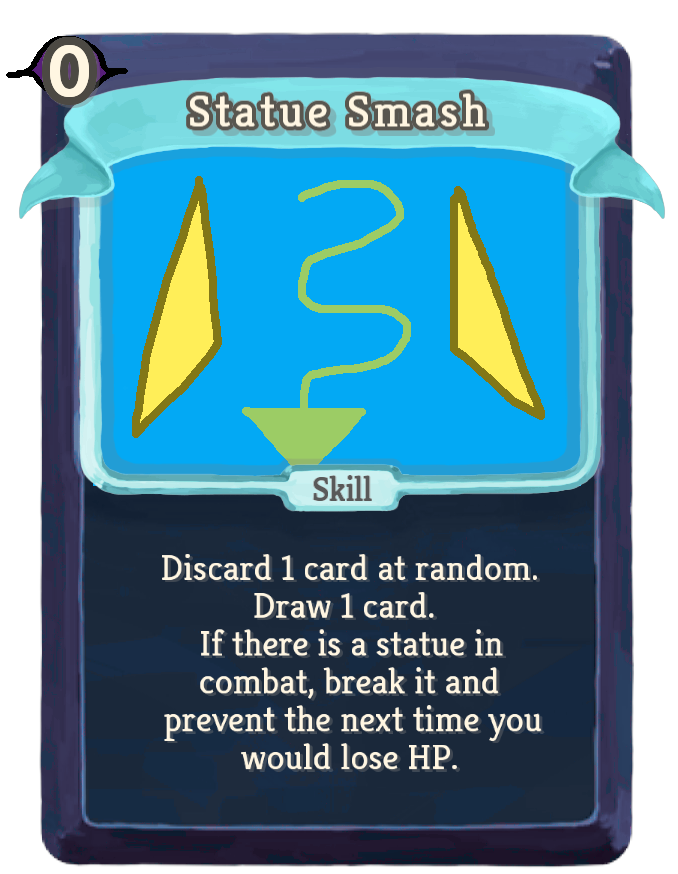 0
Statue Smash
Skill
Discard 1 card at random.
Draw 1 card.
If there is a statue in
combat, break it and
prevent the next time you
would lose HP.